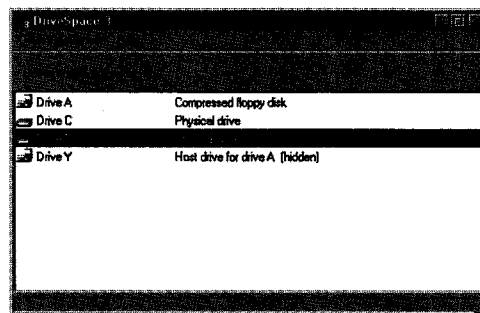 DriveSpace 3
Drive A Compressed floppy disk
Drive C Physical drive
Drive Y Host drive for drive A (hidden)